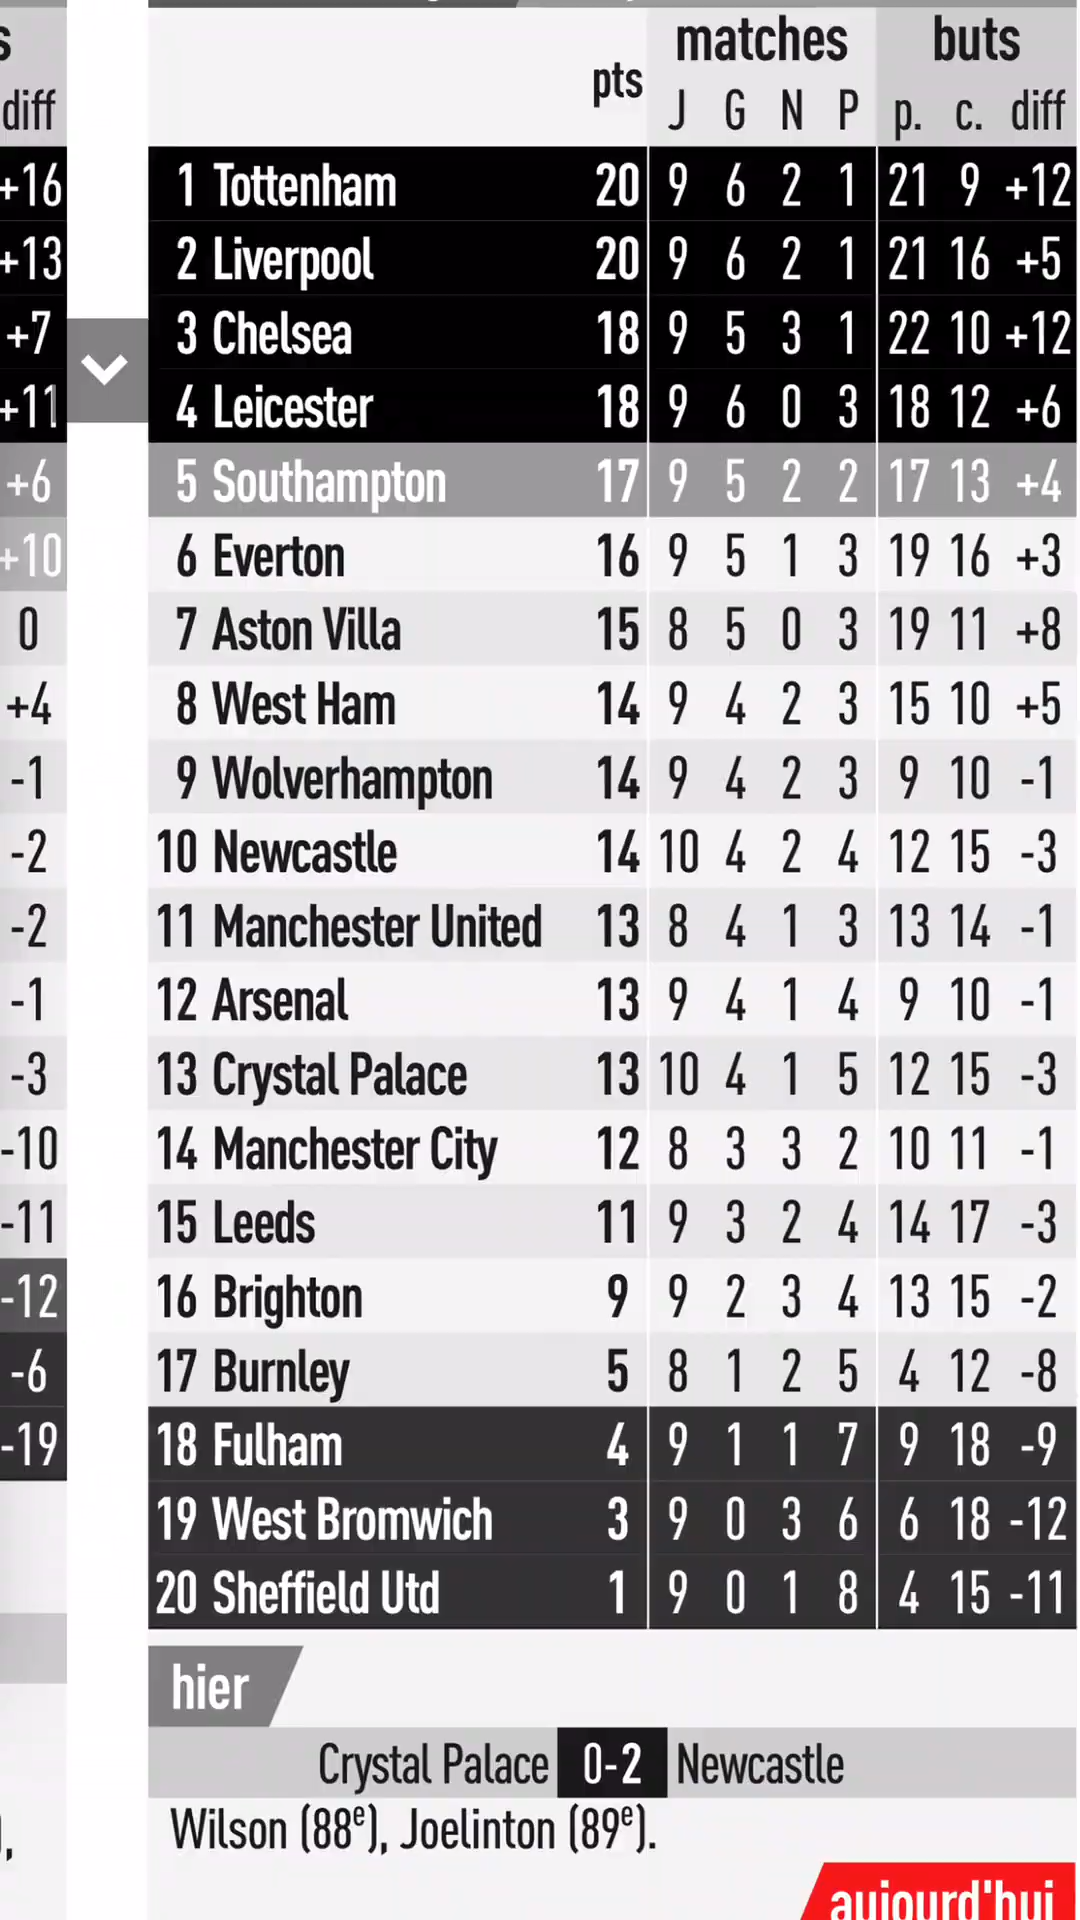 s
diff
+16
+13
+7
+11
+6
+10
0
+4
-1
-2
-2
-1
-3
-10
-11
-12
-6
-19
),
matches buts
pts J G N P p. c. diff
1 Tottenham 20 9 6 2 1 21 9 +12
2 Liverpool 20 9 6 2 1 21 16 +5
3 Chelsea 18 9 5 3 1 22 10 +12
4 Leicester 18 9 6 0 3 18 12 +6
5 Southampton 17 9 5 2 2 17 13 +4
6 Everton 16 9 5 1 3 19 16 +3
7 Aston Villa 15 8 5 0 3 19 11 +8
8 West Ham 14 9 4 2 3 15 10 +5
9 Wolverhampton 14 9 4 2 3 9 10 -1
10 Newcastle 14 10 4 2 4 12 15 -3
11 Manchester United 13 8 4 1 3 13 14 -1
12 Arsenal 13 9 4 1 4 9 10 -1
13 Crystal Palace 13 10 4 1 5 12 15 -3
14 Manchester City 12 8 3 3 2 10 11 -1
15 Leeds 11 9 3 2 4 14 17 -3
16 Brighton 9 9 2 3 4 13 15 -2
17 Burnley 5 8 1 2 5 4 12 -8
18 Fulham 4 9 1 1 7 9 18 -9
19 West Bromwich 3 9 0 3 6 6 18 -12
20 Sheffield Utd 1 9 0 1 8 4 15 -11
hier
Crystal Palace 0-2 Newcastle
Wilson (88e), Joelinton (89e).
aujourd'hui